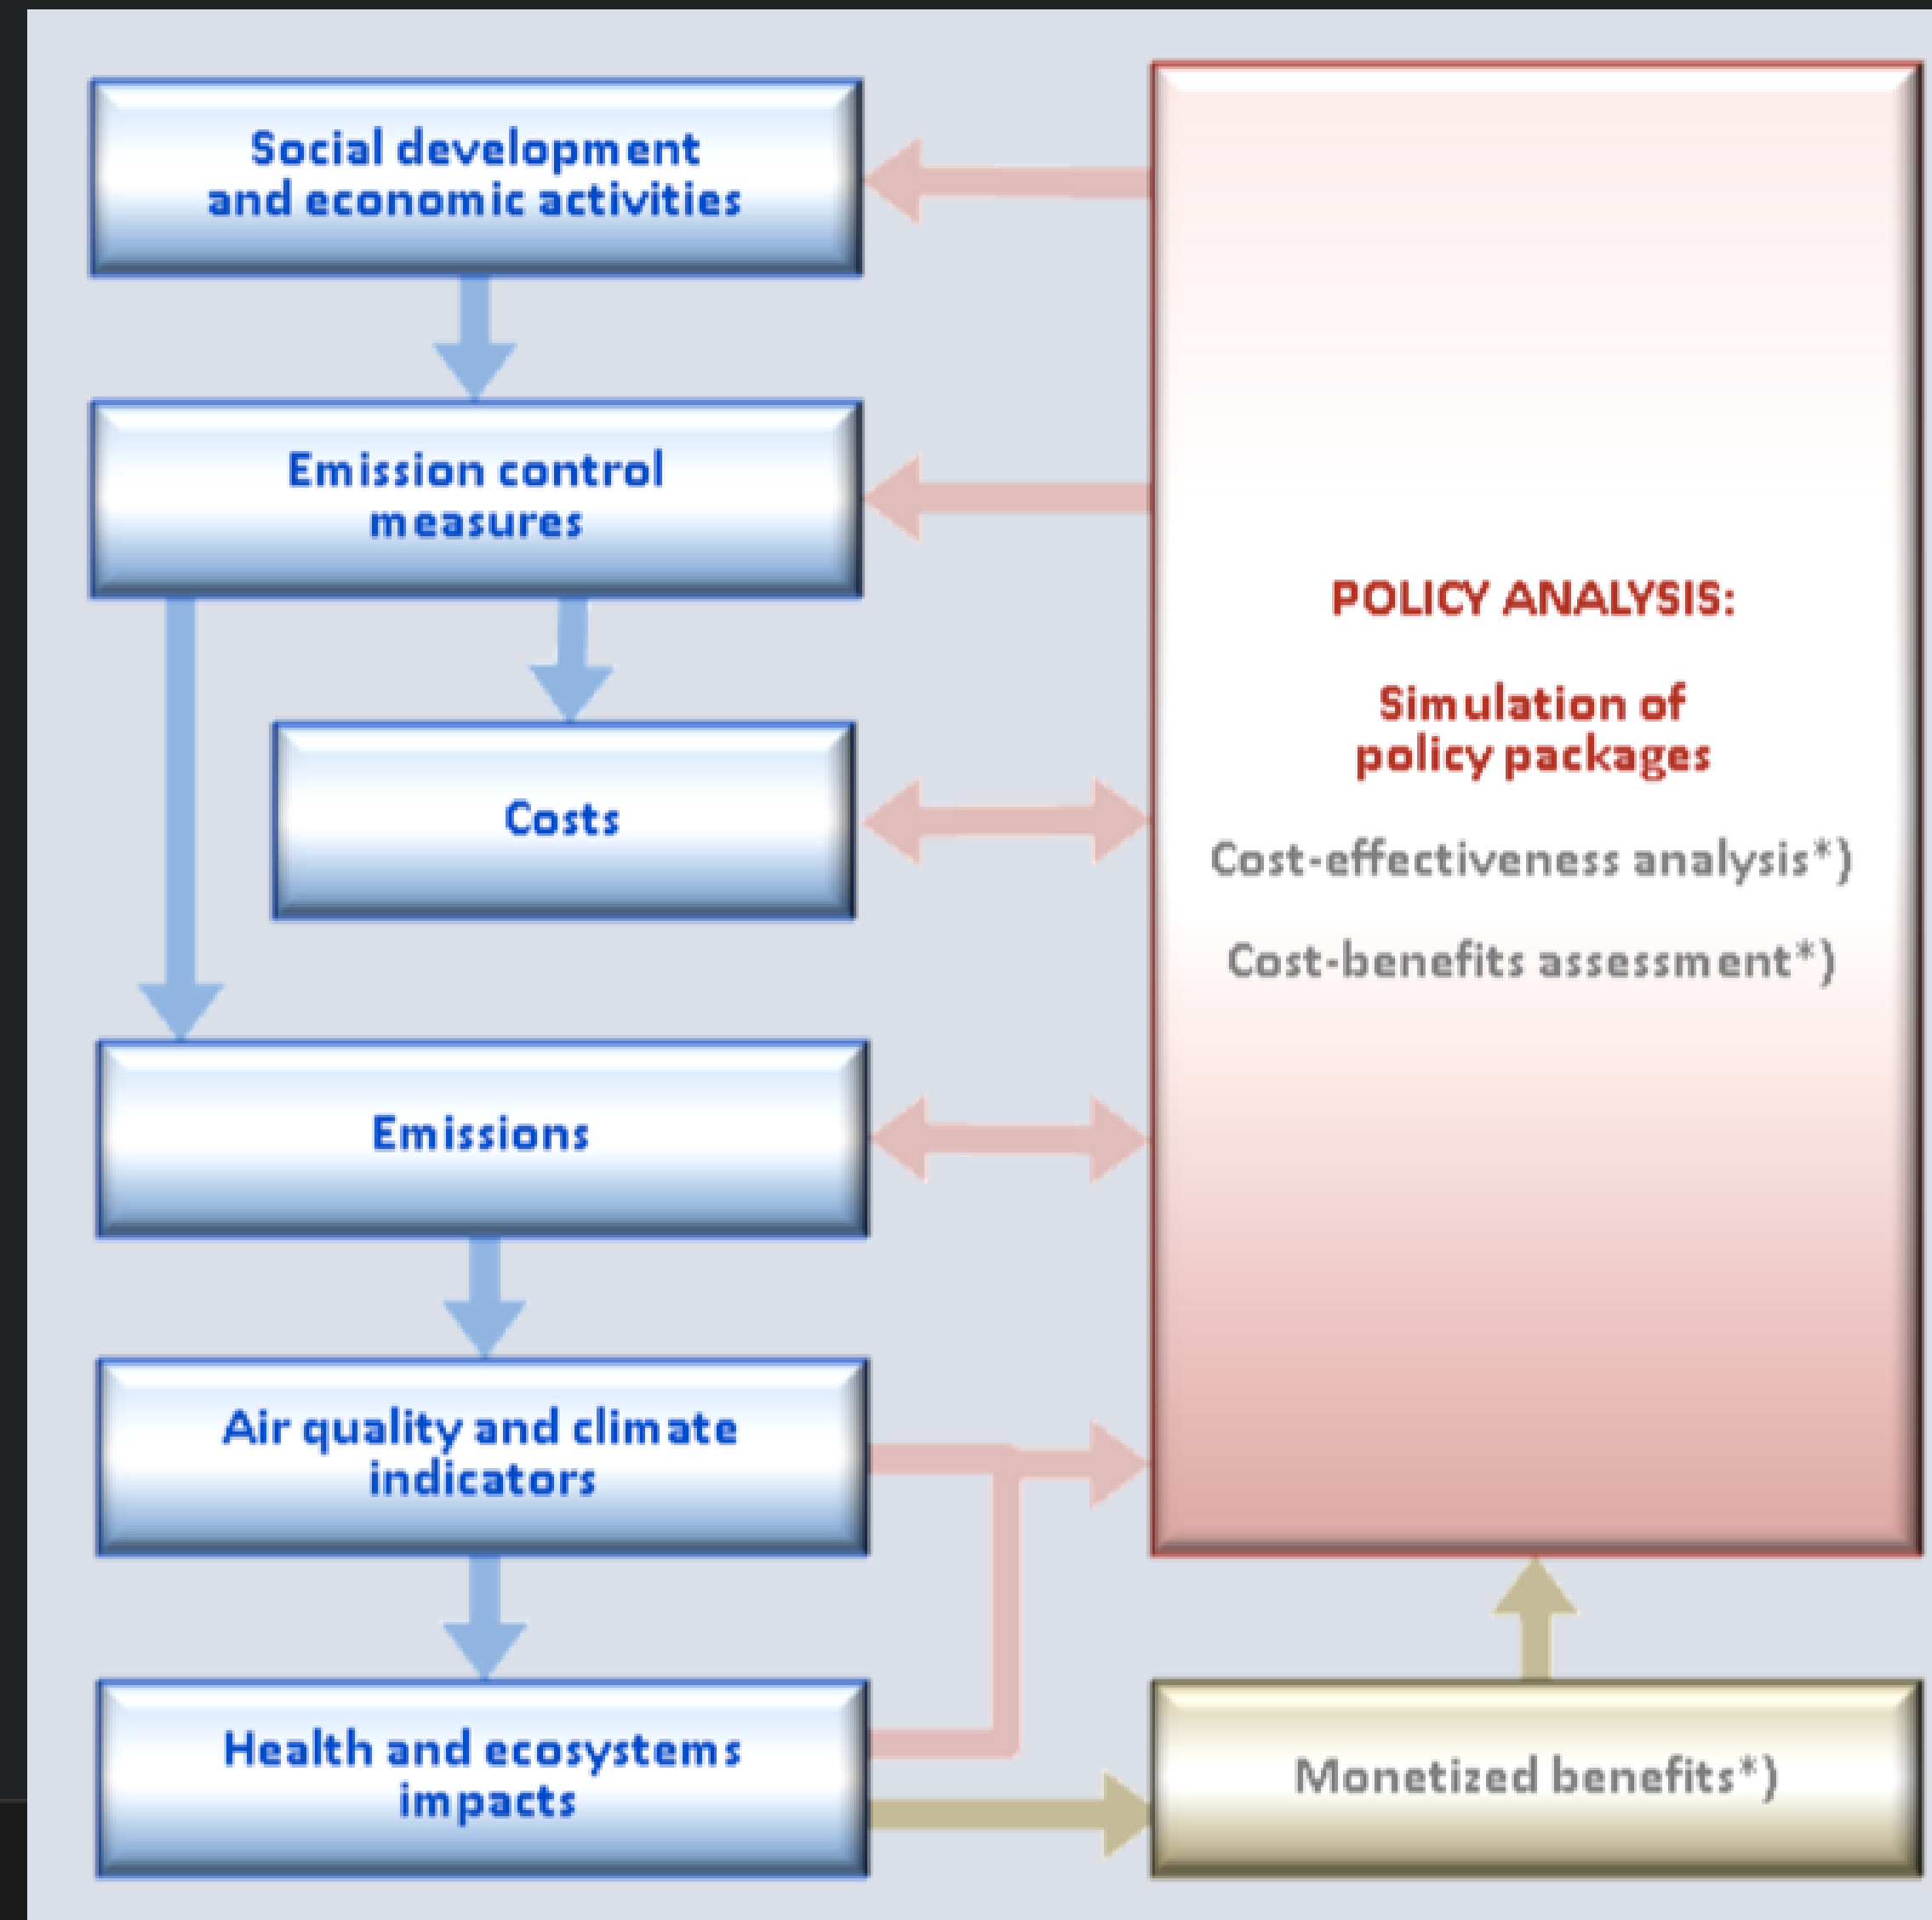 Social development
and economic activities
Emission control
measures
Costs
Emissions
Air quality and climate
indicators
Health and ecosystems
impacts
POLICY ANALYSIS:
Simulation of
policy packages
Cost-effectiveness analysis*)
Cost-benefits assessment*)
Monetized benefits*)